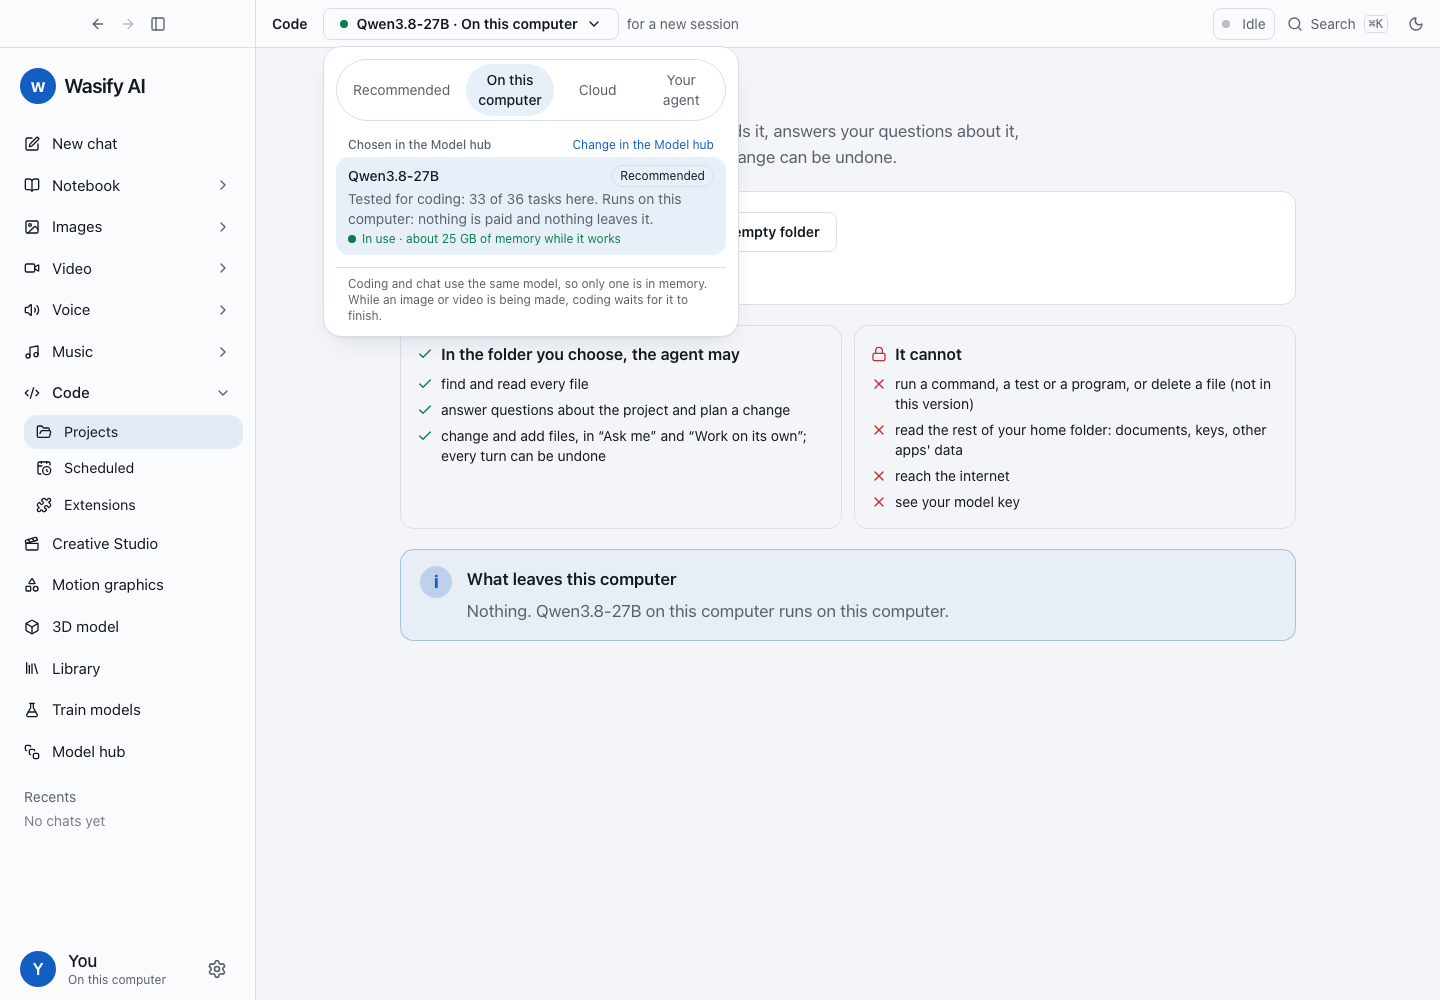 Code
Qwen3.8-27B · On this computer
for a new session
Idle
Search
⌘K
W
Wasify AI
New chat
Notebook
Images
Video
Voice
Music
Code
Projects
Scheduled
Extensions
Creative Studio
Motion graphics
3D model
Library
Train models
Model hub
Recents
No chats yet
Y
You
On this computer
Recommended
On this
computer
Cloud
Your
agent
Chosen in the Model hub
Change in the Model hub
Qwen3.8-27B
Recommended
Tested for coding: 33 of 36 tasks here. Runs on this
computer: nothing is paid and nothing leaves it.
In use · about 25 GB of memory while it works
Coding and chat use the same model, so only one is in memory.
While an image or video is being made, coding waits for it to
finish.
it, answers your questions about it,
can be undone.
empty folder
In the folder you choose, the agent may
find and read every file
answer questions about the project and plan a change
change and add files, in “Ask me” and “Work on its own”;
every turn can be undone
It cannot
run a command, a test or a program, or delete a file (not in
this version)
read the rest of your home folder: documents, keys, other
apps' data
reach the internet
see your model key
i
What leaves this computer
Nothing. Qwen3.8-27B on this computer runs on this computer.